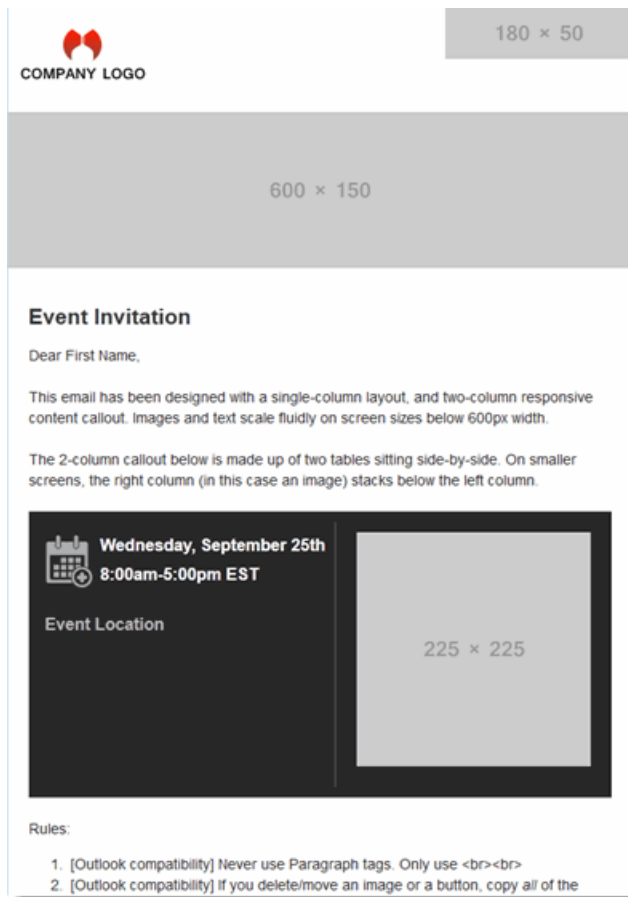 180 × 50
COMPANY LOGO
600 × 150
Event Invitation
Dear First Name,
This email has been designed with a single-column layout, and two-column responsive
content callout. Images and text scale fluidly on screen sizes below 600px width.
The 2-column callout below is made up of two tables sitting side-by-side. On smaller
screens, the right column (in this case an image) stacks below the left column.
Wednesday, September 25th
8:00am-5:00pm EST
Event Location
225 × 225
Rules:
1. [Outlook compatibility] Never use Paragraph tags. Only use <br><br>
2. [Outlook compatibility] If you delete/move an image or a button, copy all of the